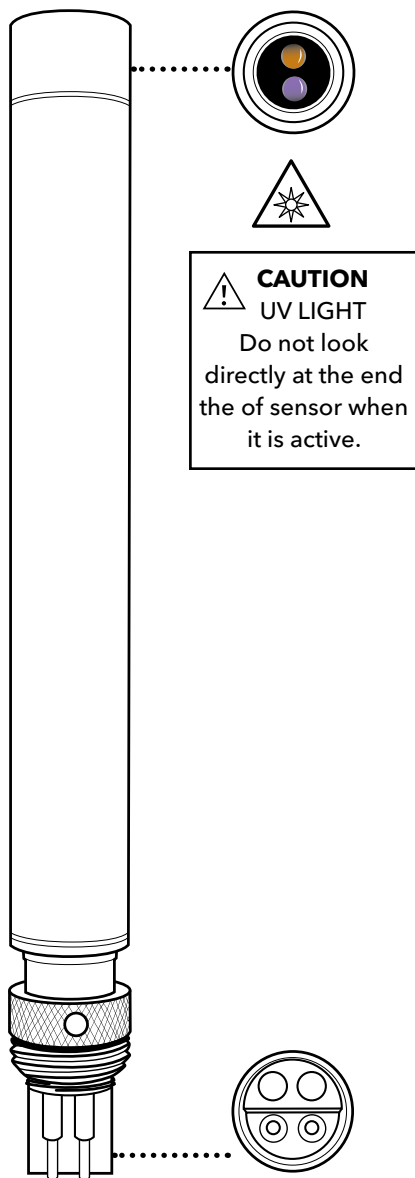 CAUTION
UV LIGHT
Do not look
directly at the end
the of sensor when
it is active.